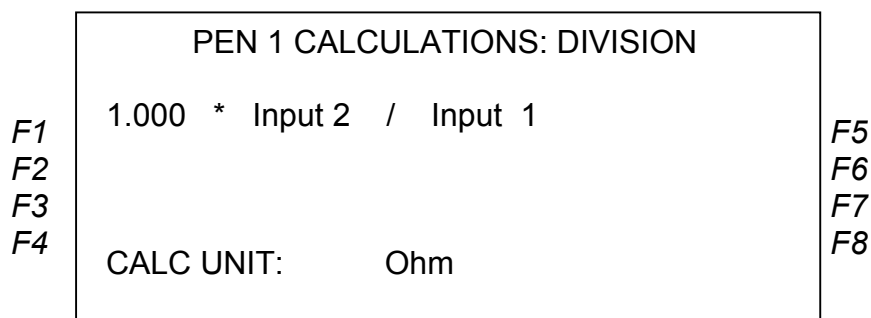 PEN 1 CALCULATIONS: DIVISION
1.000 * Input 2 / Input 1
F1 F5
F2 F6
F3 F7
F4 F8
CALC UNIT: Ohm